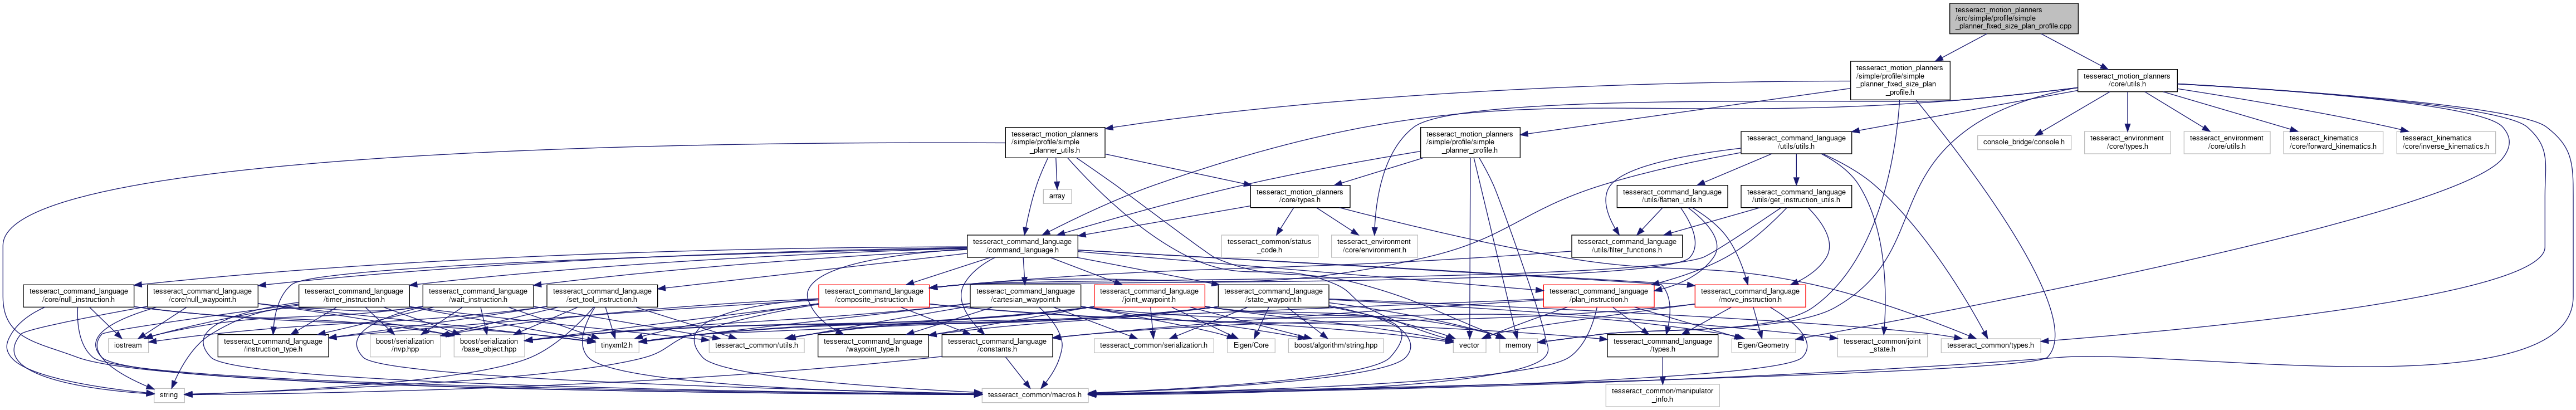 tesseract_motion_planners
/src/simple/profile/simple
_planner_fixed_size_plan_profile.cpp
tesseract_motion_planners
/simple/profile/simple
_planner_fixed_size_plan
_profile.h
tesseract_motion_planners
/core/utils.h
tesseract_motion_planners
/simple/profile/simple
_planner_utils.h
tesseract_motion_planners
/simple/profile/simple
_planner_profile.h
tesseract_command_language
/utils/utils.h
console_bridge/console.h
tesseract_environment
/core/types.h
tesseract_environment
/core/utils.h
tesseract_kinematics
/core/forward_kinematics.h
tesseract_kinematics
/core/inverse_kinematics.h
array
tesseract_motion_planners
/core/types.h
tesseract_command_language
/utils/flatten_utils.h
tesseract_command_language
/utils/get_instruction_utils.h
tesseract_command_language
/command_language.h
tesseract_common/status
_code.h
tesseract_environment
/core/environment.h
tesseract_command_language
/utils/filter_functions.h
tesseract_command_language
/core/null_instruction.h
tesseract_command_language
/core/null_waypoint.h
tesseract_command_language
/timer_instruction.h
tesseract_command_language
/wait_instruction.h
tesseract_command_language
/set_tool_instruction.h
tesseract_command_language
/composite_instruction.h
tesseract_command_language
/cartesian_waypoint.h
tesseract_command_language
/joint_waypoint.h
tesseract_command_language
/state_waypoint.h
tesseract_command_language
/plan_instruction.h
tesseract_command_language
/move_instruction.h
iostream
tesseract_command_language
/instruction_type.h
boost/serialization
/nvp.hpp
boost/serialization
/base_object.hpp
tinyxml2.h
tesseract_common/utils.h
tesseract_command_language
/waypoint_type.h
tesseract_command_language
/constants.h
tesseract_common/serialization.h
Eigen/Core
boost/algorithm/string.hpp
vector
memory
tesseract_command_language
/types.h
Eigen/Geometry
tesseract_common/joint
_state.h
tesseract_common/types.h
string
tesseract_common/macros.h
tesseract_common/manipulator
_info.h